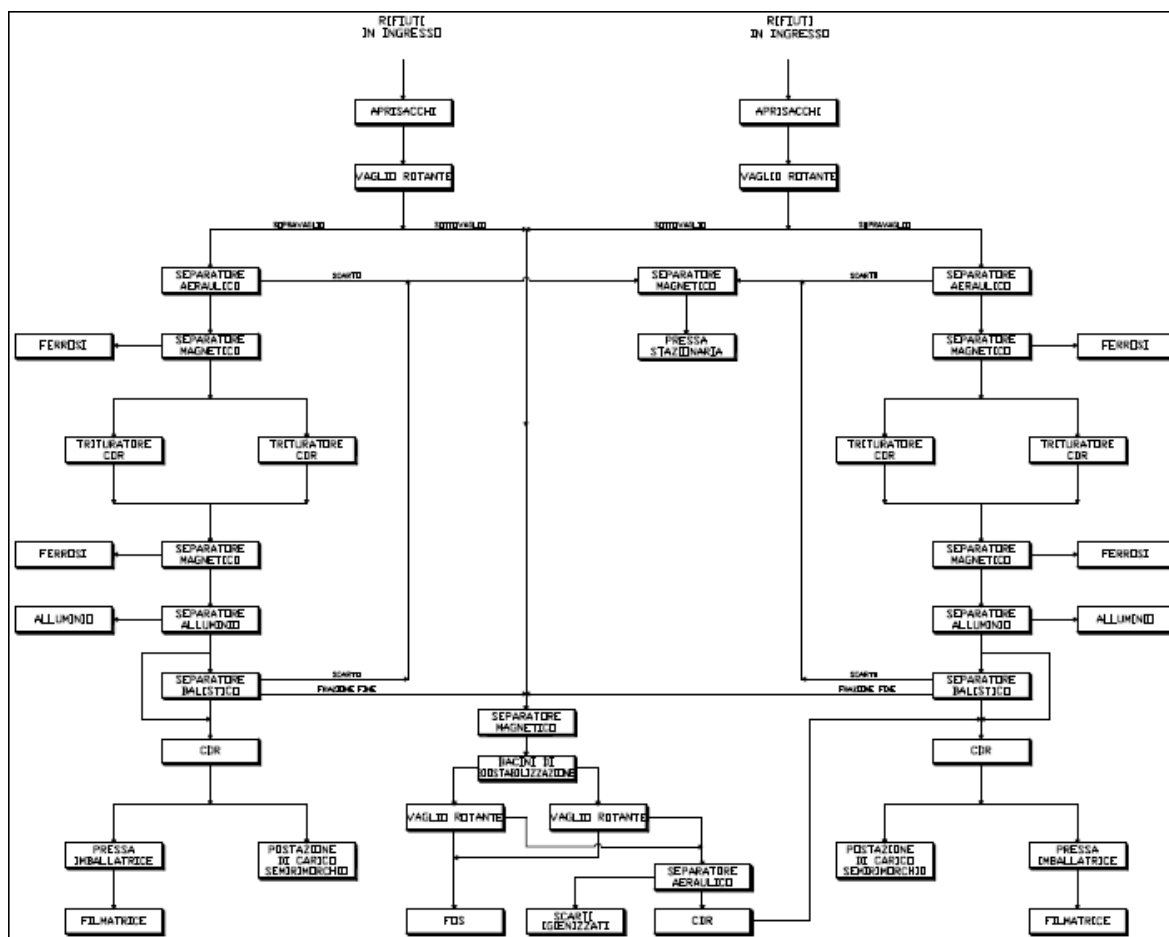 RIFIUTI
IN INGRESSO
RIFIUTI
IN INGRESSO
APRISACCHI
APRISACCHI
VAGLIO ROTANTE
VAGLIO ROTANTE
SOPRAVAGLIO
SOTTOVAGLIO
SOTTOVAGLIO
SOPRAVAGLIO
SEPARATORE
AERAULICO
SCARTO
SEPARATORE
MAGNETICO
SCARTI
SEPARATORE
AERAULICO
FERROSI
SEPARATORE
MAGNETICO
PRESSA
STAZIONARIA
SEPARATORE
MAGNETICO
FERROSI
TRITURATORE
CDR
TRITURATORE
CDR
TRITURATORE
CDR
TRITURATORE
CDR
FERROSI
SEPARATORE
MAGNETICO
SEPARATORE
MAGNETICO
FERROSI
ALLUMINIO
SEPARATORE
ALLUMINIO
SEPARATORE
ALLUMINIO
ALLUMINIO
SEPARATORE
BALISTICO
SCARTO
FRAZIONE FINE
SCARTI
FRAZIONE FINE
SEPARATORE
BALISTICO
SEPARATORE
MAGNETICO
CDR
CDR
BACINI DI
BIOSTABILIZZAZIONE
VAGLIO ROTANTE
VAGLIO ROTANTE
PRESSA
IMBALLATRICE
POSTAZIONE
DI CARICO
SEMIRIMORCHIO
SEPARATORE
AERAULICO
POSTAZIONE
DI CARICO
SEMIRIMORCHIO
PRESSA
IMBALLATRICE
FILMATRICE
FOS
SCARTI
IGIENIZZATI
CDR
FILMATRICE